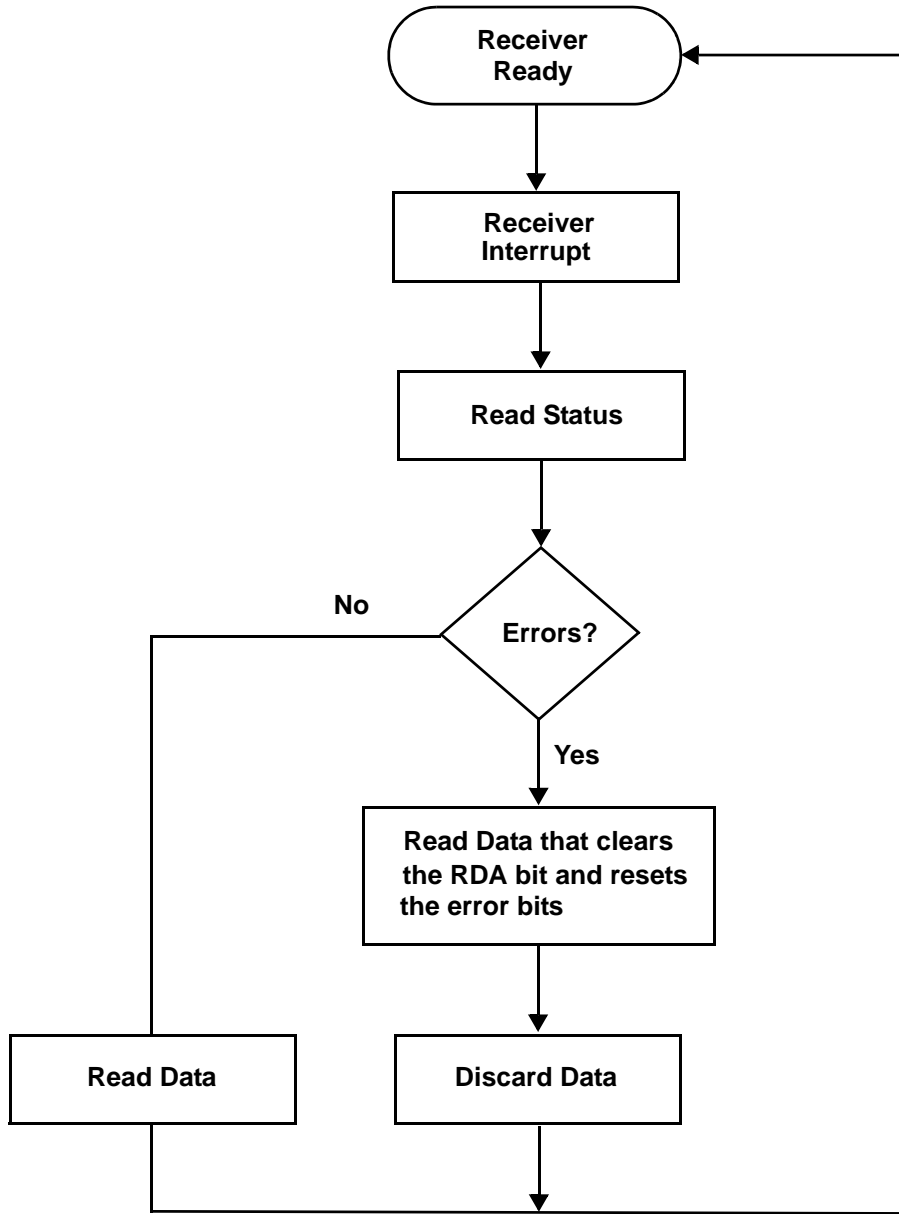 Receiver
Ready
Receiver
Interrupt
Read Status
No
Errors?
Yes
Read Data that clears
the RDA bit and resets
the error bits
Read Data
Discard Data